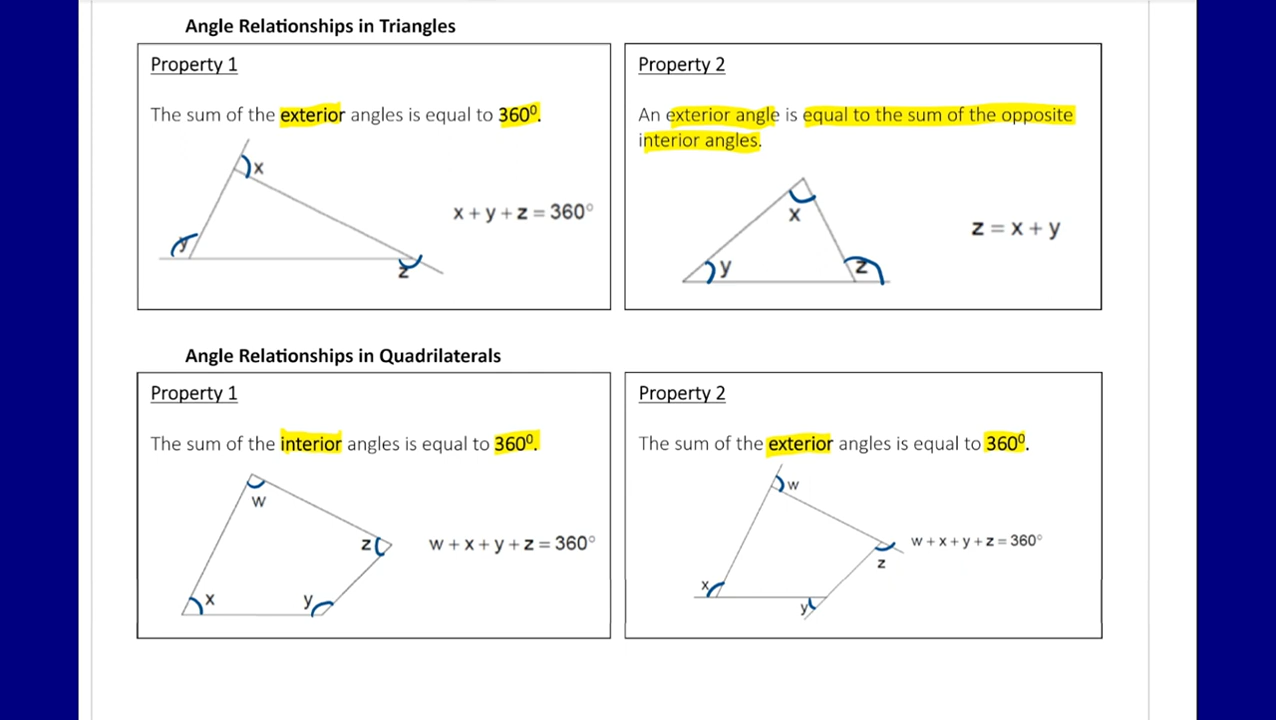 Angle Relationships in Triangles
Property 1
The sum of the exterior angles is equal to 360⁰.
x
y
z
x + y + z = 360°
Property 2
An exterior angle is equal to the sum of the opposite
interior angles.
x
y
z
z = x + y
Angle Relationships in Quadrilaterals
Property 1
The sum of the interior angles is equal to 360⁰.
w
z
x
y
w + x + y + z = 360°
Property 2
The sum of the exterior angles is equal to 360⁰.
w
z
x
y
w + x + y + z = 360°